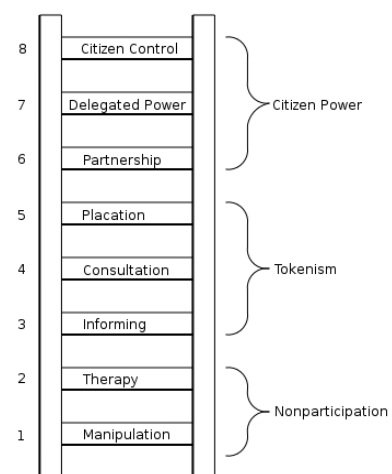 8 Citizen Control
7 Delegated Power Citizen Power
6 Partnership
5 Placation
4 Consultation Tokenism
3 Informing
2 Therapy
Nonparticipation
1 Manipulation